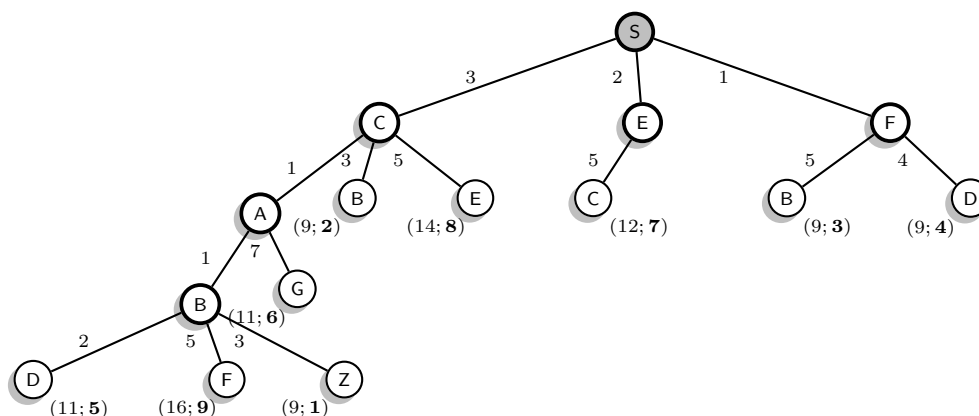 S
3 2 1
C E F
1 3 5 5 5 4
A B E C B D
(9; 2) (14; 8) (12; 7) (9; 3) (9; 4)
1 7
B G
(11; 6)
2 5 3
D F Z
(11; 5) (16; 9) (9; 1)